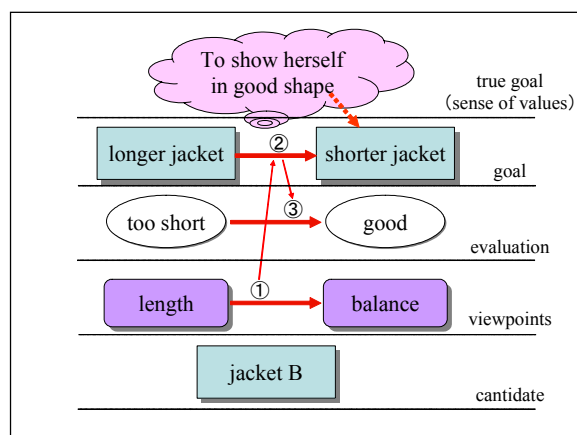 To show herself
in good shape
true goal
(sense of values)
②
longer jacket
shorter jacket
goal
③
too short
good
evaluation
①
length
balance
viewpoints
jacket B
cantidate